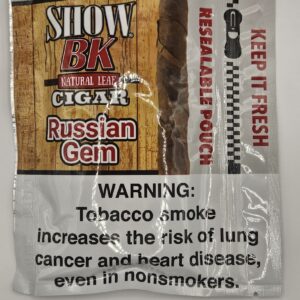 SHOW
BK
NATURAL LEAF
CIGAR
Russian
Gem
RESEALABLE POUCH
KEEP IT FRESH
WARNING:
Tobacco smoke
increases the risk of lung
cancer and heart disease,
even in nonsmokers.